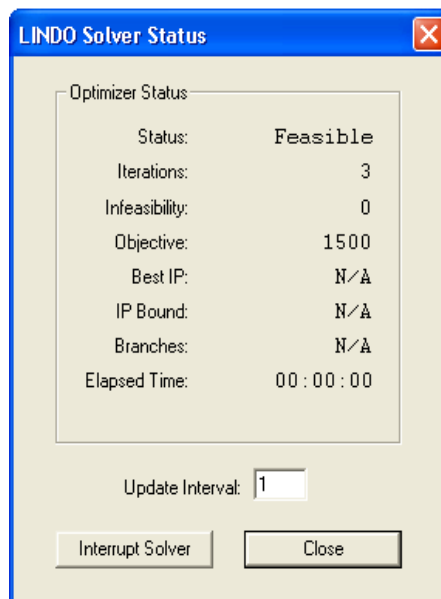 LINDO Solver Status
Optimizer Status
Status: Feasible
Iterations: 3
Infeasibility: 0
Objective: 1500
Best IP: N/A
IP Bound: N/A
Branches: N/A
Elapsed Time: 00:00:00
Update Interval: 1
Interrupt Solver Close